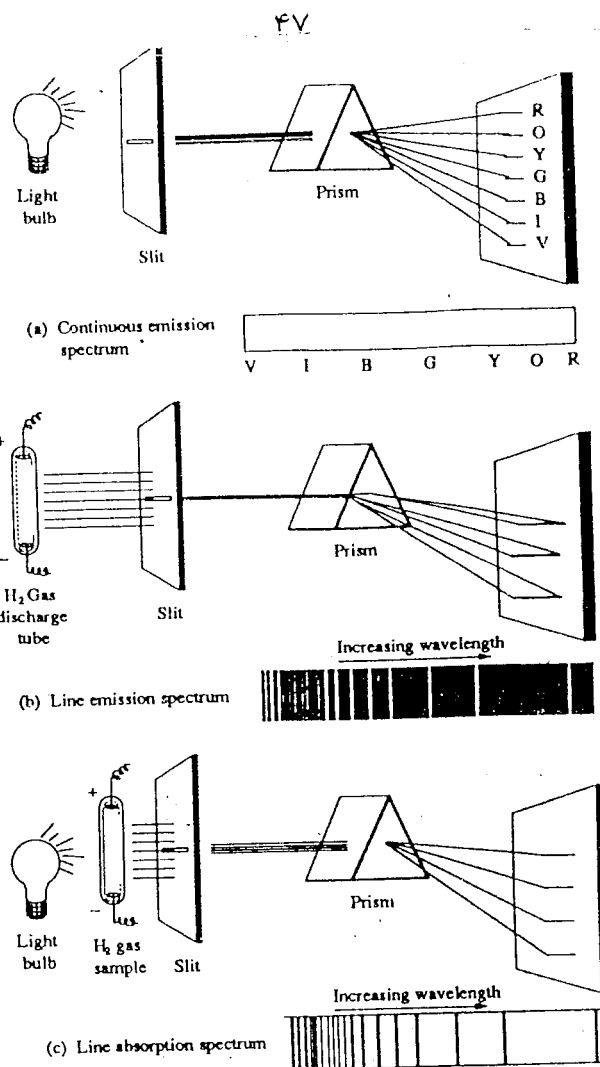 ۴۷
R
O
Y
G
B
I
V
Light
bulb
Slit
Prism
(a) Continuous emission
spectrum
V I B G Y O R
+
−
H₂ Gas
discharge
tube
Slit
Prism
Increasing wavelength
(b) Line emission spectrum
+
−
Light
bulb
H₂ gas
sample
Slit
Prism
Increasing wavelength
(c) Line absorption spectrum